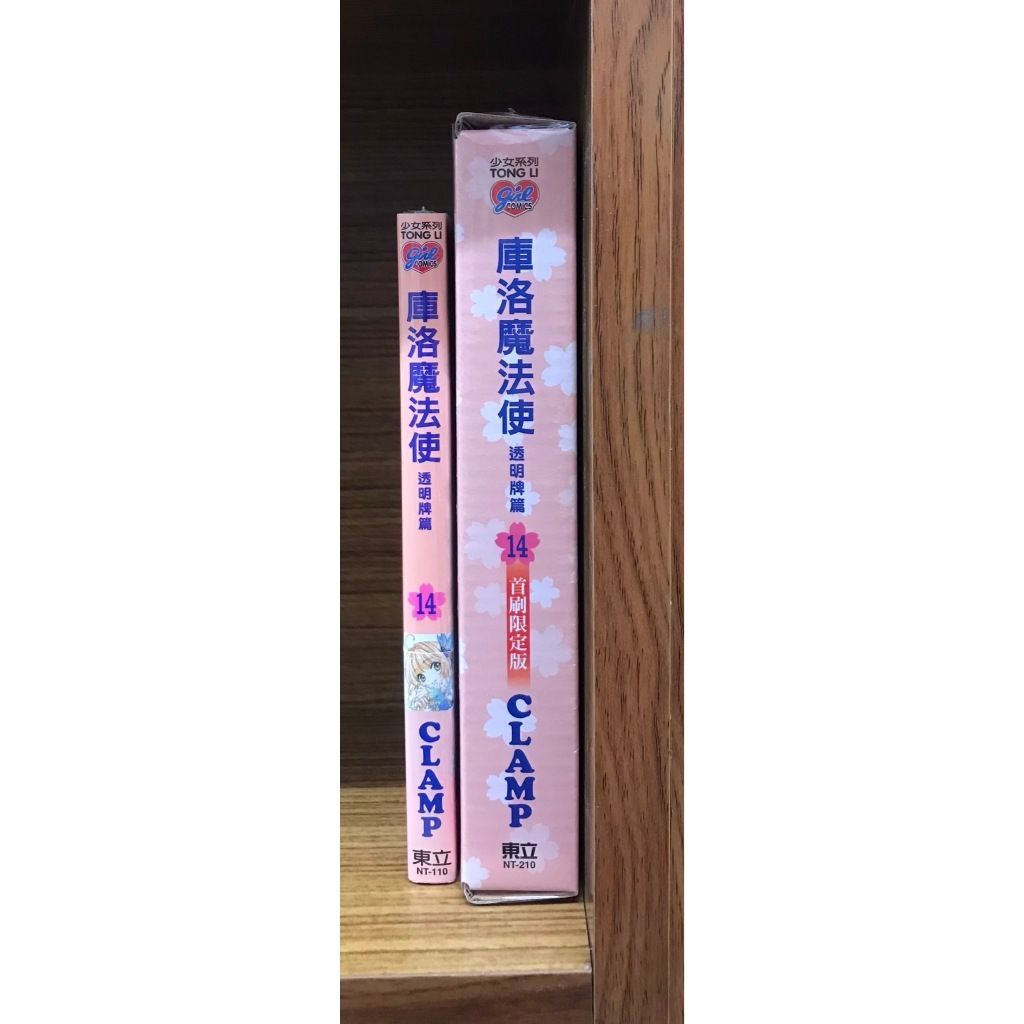 少女系列
TONG LI
girl
COMICS
庫洛魔法使
透明牌篇
14
CLAMP
東立
NT-110
少女系列
TONG LI
girl
COMICS
庫洛魔法使
透明牌篇
14
首刷限定版
CLAMP
東立
NT-210